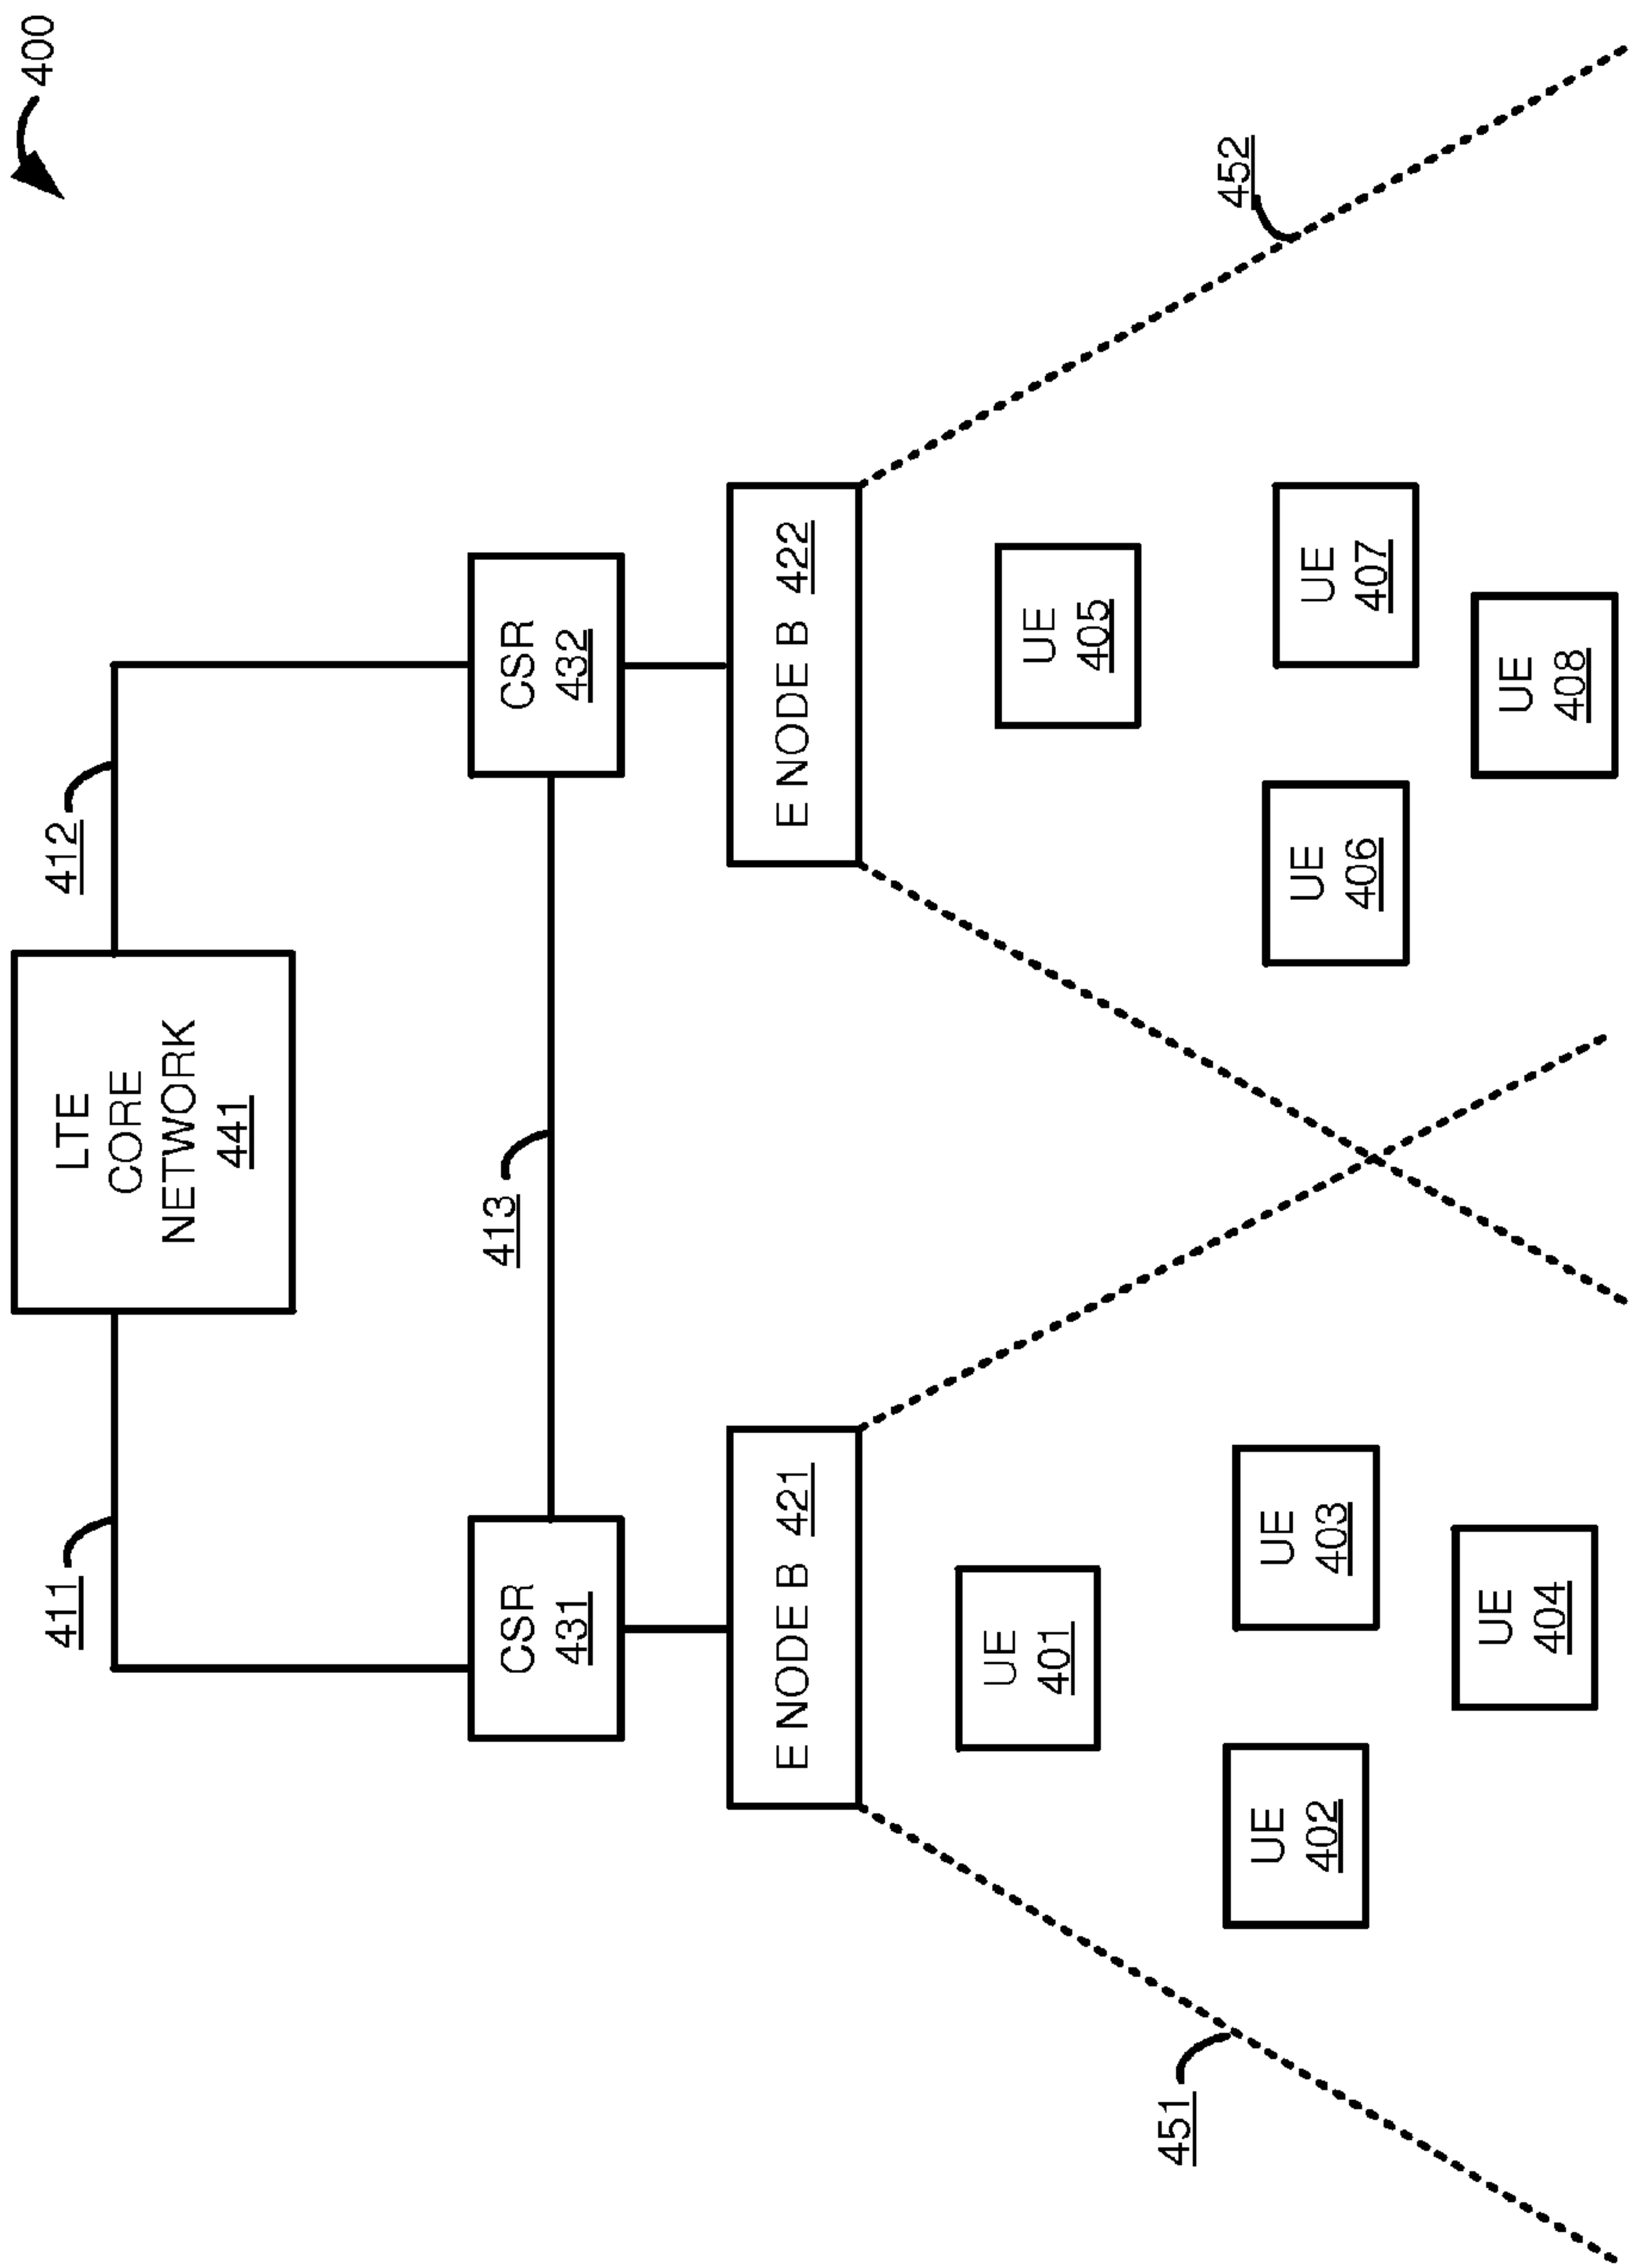 400
LTE
CORE
NETWORK
441
411
412
413
CSR
431
CSR
432
E NODE B 421
E NODE B 422
UE
401
UE
402
UE
403
UE
404
UE
405
UE
406
UE
407
UE
408
451
452